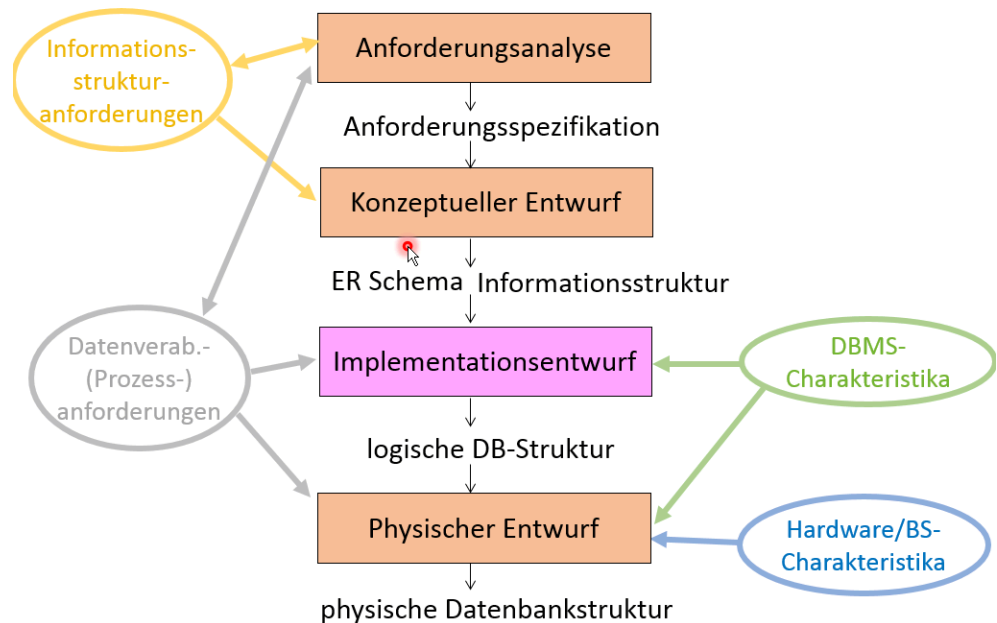 Informations-
struktur-
anforderungen
Anforderungsanalyse
Anforderungsspezifikation
Konzeptueller Entwurf
ER Schema Informationsstruktur
Datenverab.-
(Prozess-)
anforderungen
Implementationsentwurf
DBMS-
Charakteristika
logische DB-Struktur
Physischer Entwurf
Hardware/BS-
Charakteristika
physische Datenbankstruktur